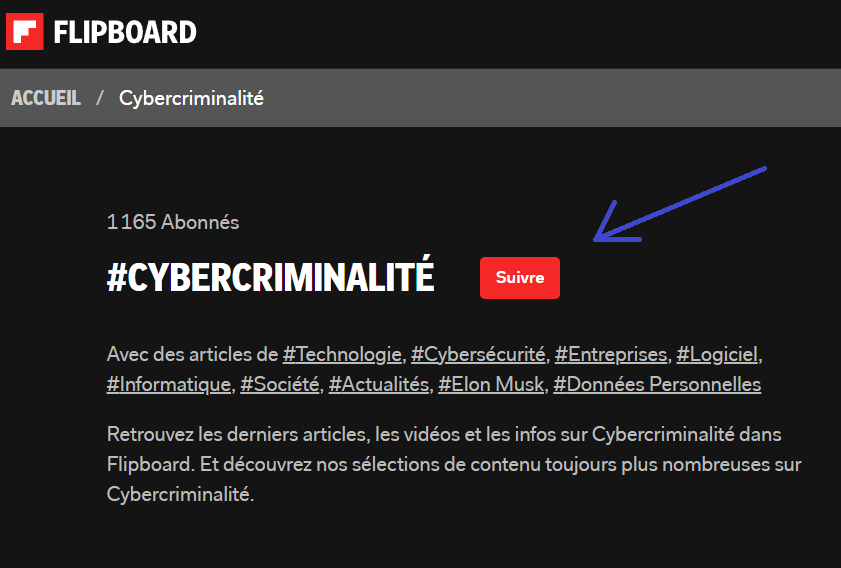 FLIPBOARD
ACCUEIL / Cybercriminalité
1165 Abonnés
#CYBERCRIMINALITÉ Suivre
Avec des articles de #Technologie, #Cybersécurité, #Entreprises, #Logiciel,
#Informatique, #Société, #Actualités, #Elon Musk, #Données Personnelles
Retrouvez les derniers articles, les vidéos et les infos sur Cybercriminalité dans
Flipboard. Et découvrez nos sélections de contenu toujours plus nombreuses sur
Cybercriminalité.